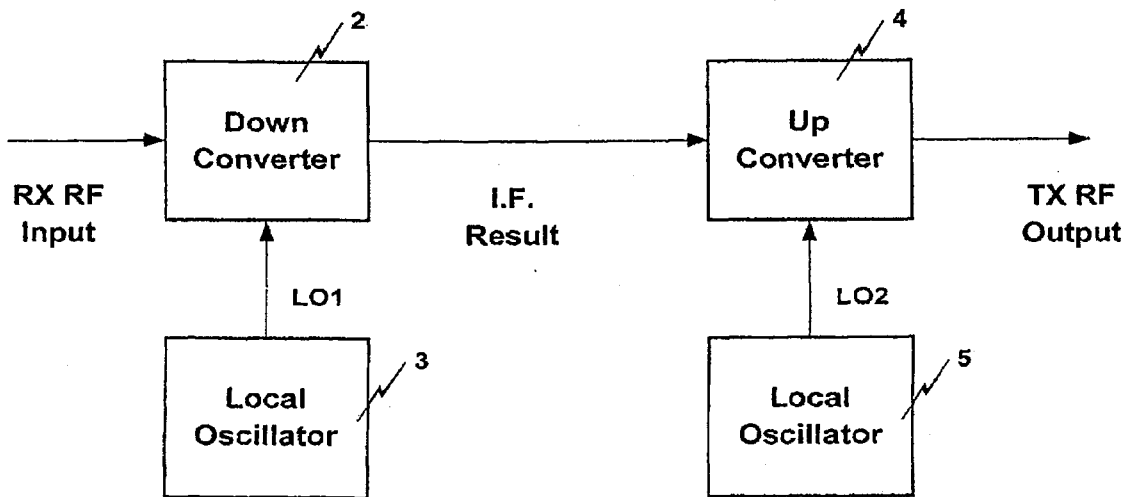 2
4
Down
Converter
Up
Converter
RX RF
Input
I.F.
Result
TX RF
Output
LO1
LO2
3
5
Local
Oscillator
Local
Oscillator